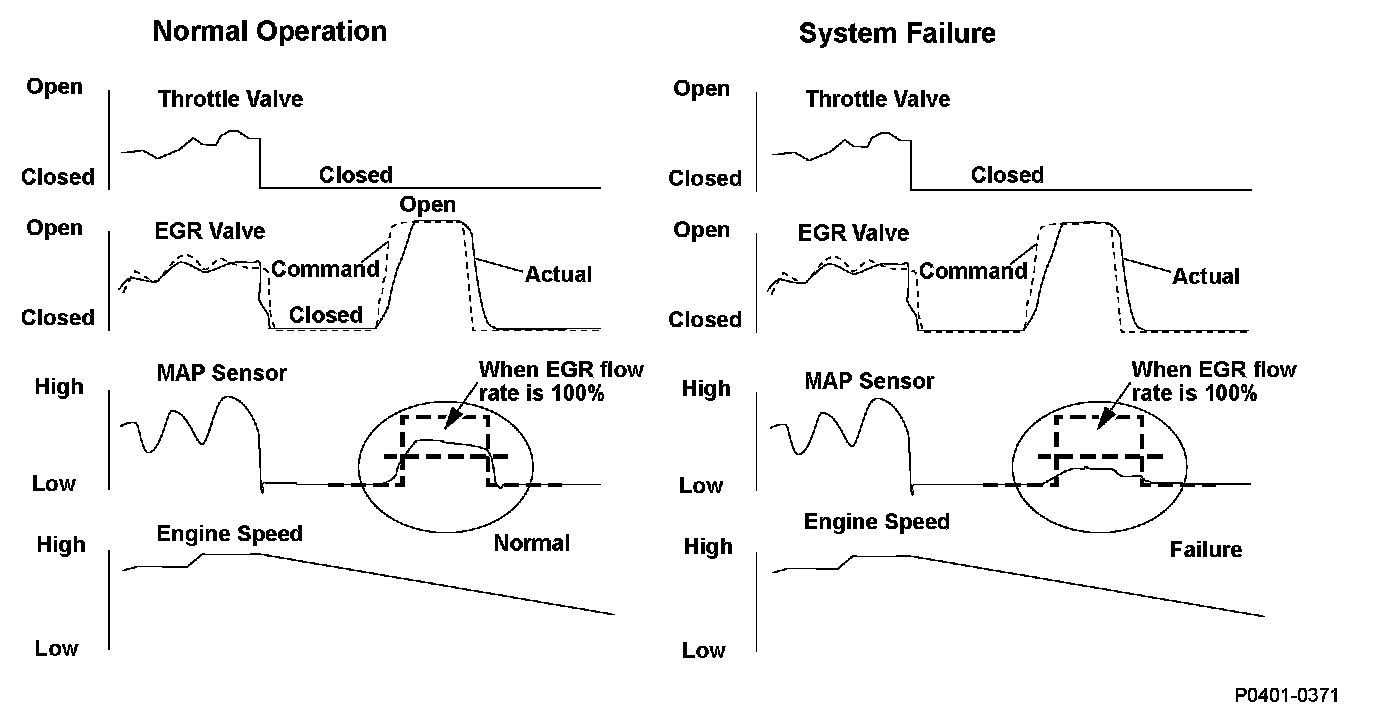 Normal Operation
Open
Throttle Valve
Closed
Closed
Open
Open
EGR Valve
Command
Actual
Closed
Closed
High
MAP Sensor
When EGR flow
rate is 100%
Low
High
Engine Speed
Normal
Low
System Failure
Open
Throttle Valve
Closed
Closed
Open
EGR Valve
Command
Actual
Closed
High
MAP Sensor
When EGR flow
rate is 100%
Low
High
Engine Speed
Failure
Low
P0401-0371